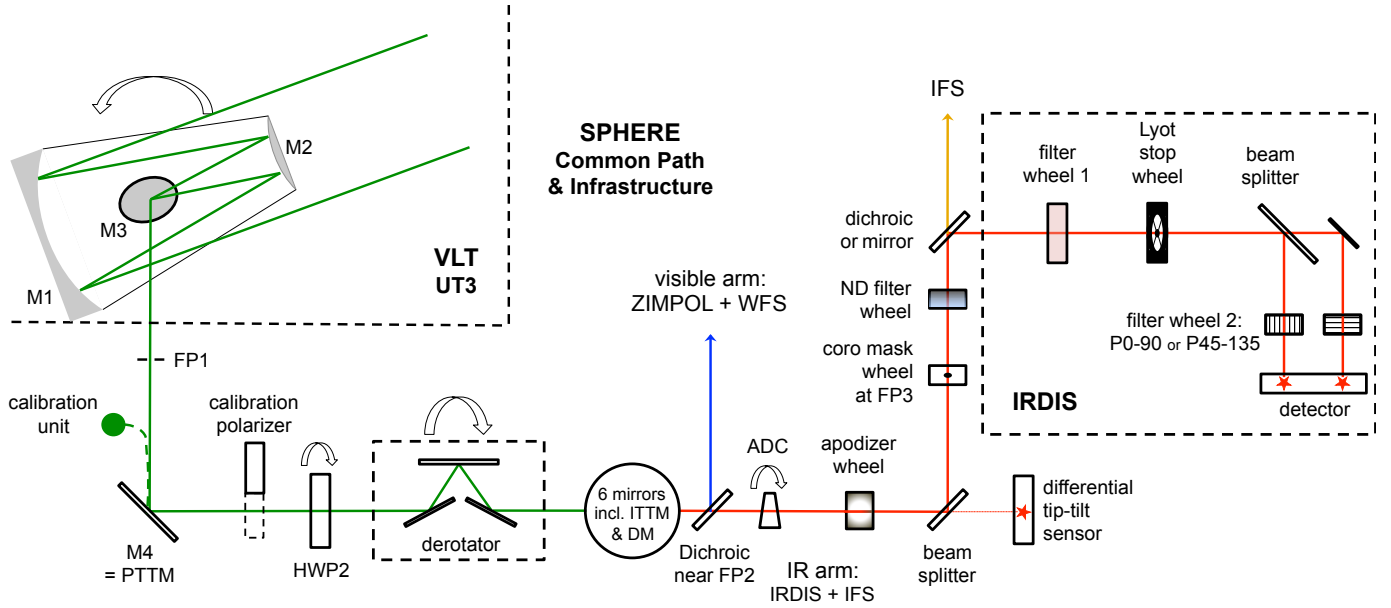 M2
M3
M1
VLT
UT3
SPHERE
Common Path
& Infrastructure
FP1
calibration
unit
M4
= PTTM
calibration
polarizer
HWP2
derotator
6 mirrors
incl. ITTM
& DM
visible arm:
ZIMPOL + WFS
Dichroic
near FP2
ADC
IR arm:
IRDIS + IFS
apodizer
wheel
beam
splitter
differential
tip-tilt
sensor
coro mask
wheel
at FP3
ND filter
wheel
dichroic
or mirror
IFS
filter
wheel 1
Lyot
stop
wheel
beam
splitter
filter wheel 2:
P0-90 or P45-135
detector
IRDIS